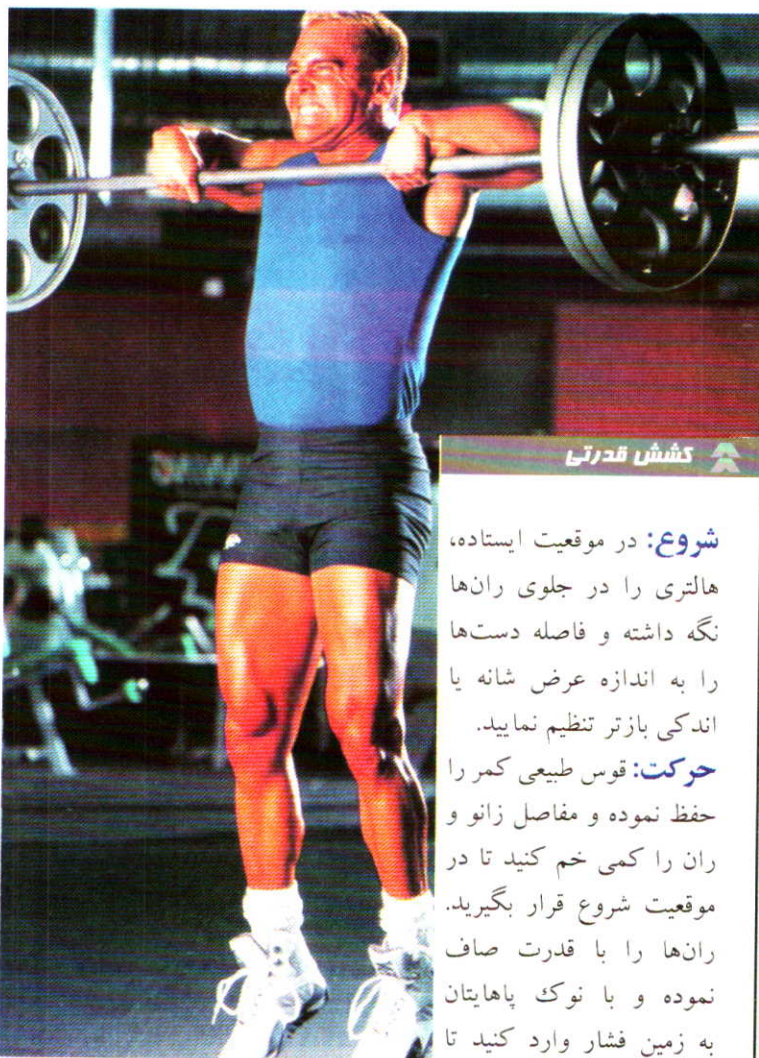 کشش قدرتی
شروع: در موقعیت ایستاده،
هالتری را در جلوی ران‌ها
نگه داشته و فاصله دست‌ها
را به اندازه عرض شانه یا
اندکی بازتر تنظیم نمایید.
حرکت: قوس طبیعی کمر را
حفظ نموده و مفاصل زانو و
ران را کمی خم کنید تا در
موقعیت شروع قرار بگیرید.
ران‌ها را با قدرت صاف
نموده و با نوک پاهایتان
به زمین فشار وارد کنید تا